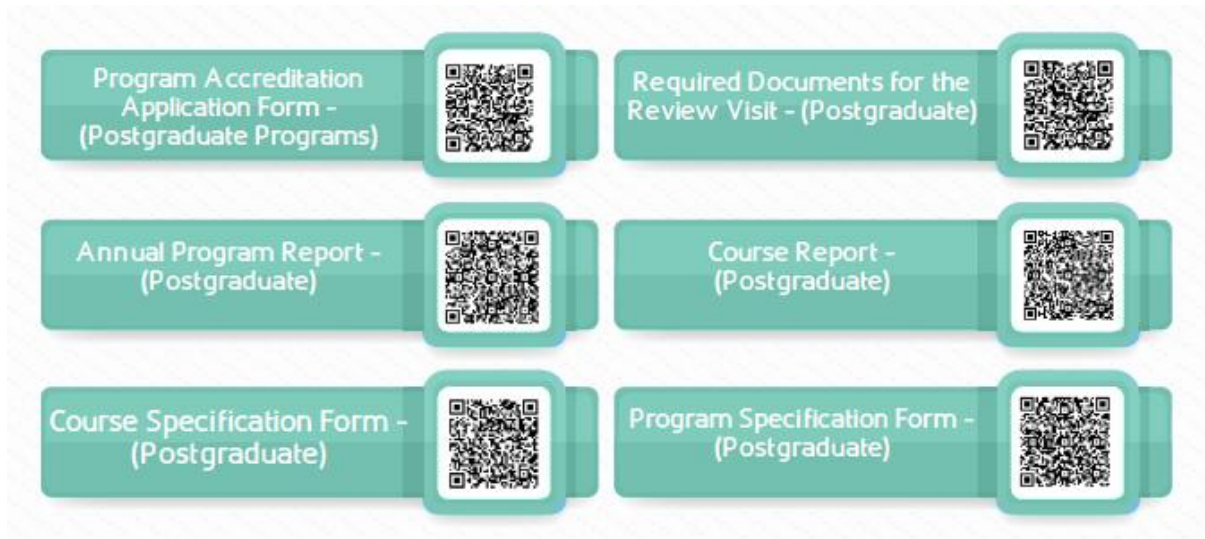 Program Accreditation
Application Form -
(Postgraduate Programs)
Required Documents for the
Review Visit - (Postgraduate)
Annual Program Report -
(Postgraduate)
Course Report -
(Postgraduate)
Course Specification Form -
(Postgraduate)
Program Specification Form -
(Postgraduate)